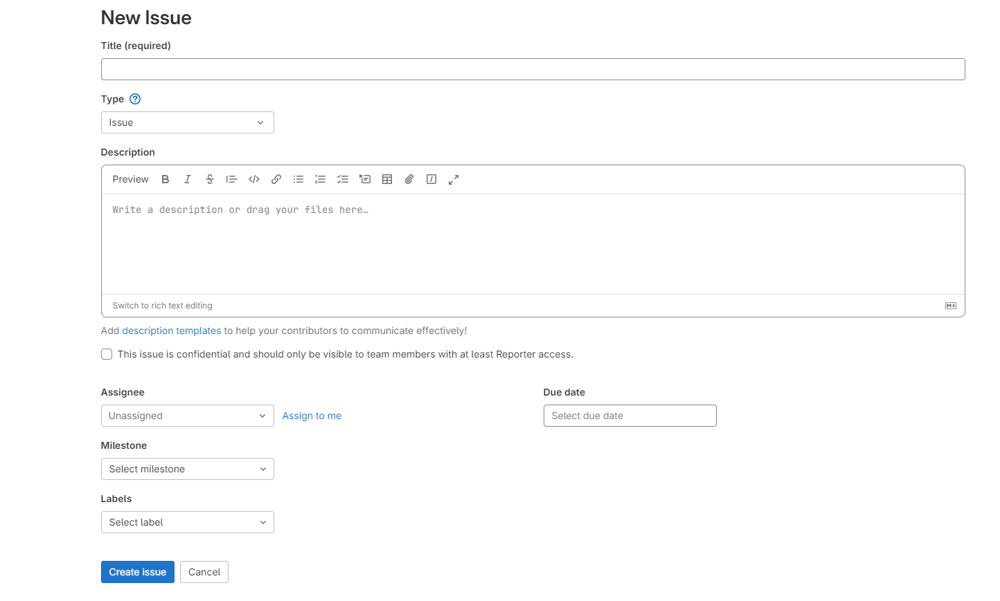 New Issue
Title (required)
Type
Issue
Description
Preview
Write a description or drag your files here…
Switch to rich text editing
Add description templates to help your contributors to communicate effectively!
This issue is confidential and should only be visible to team members with at least Reporter access.
Assignee
Due date
Unassigned
Assign to me
Select due date
Milestone
Select milestone
Labels
Select label
Create issue
Cancel